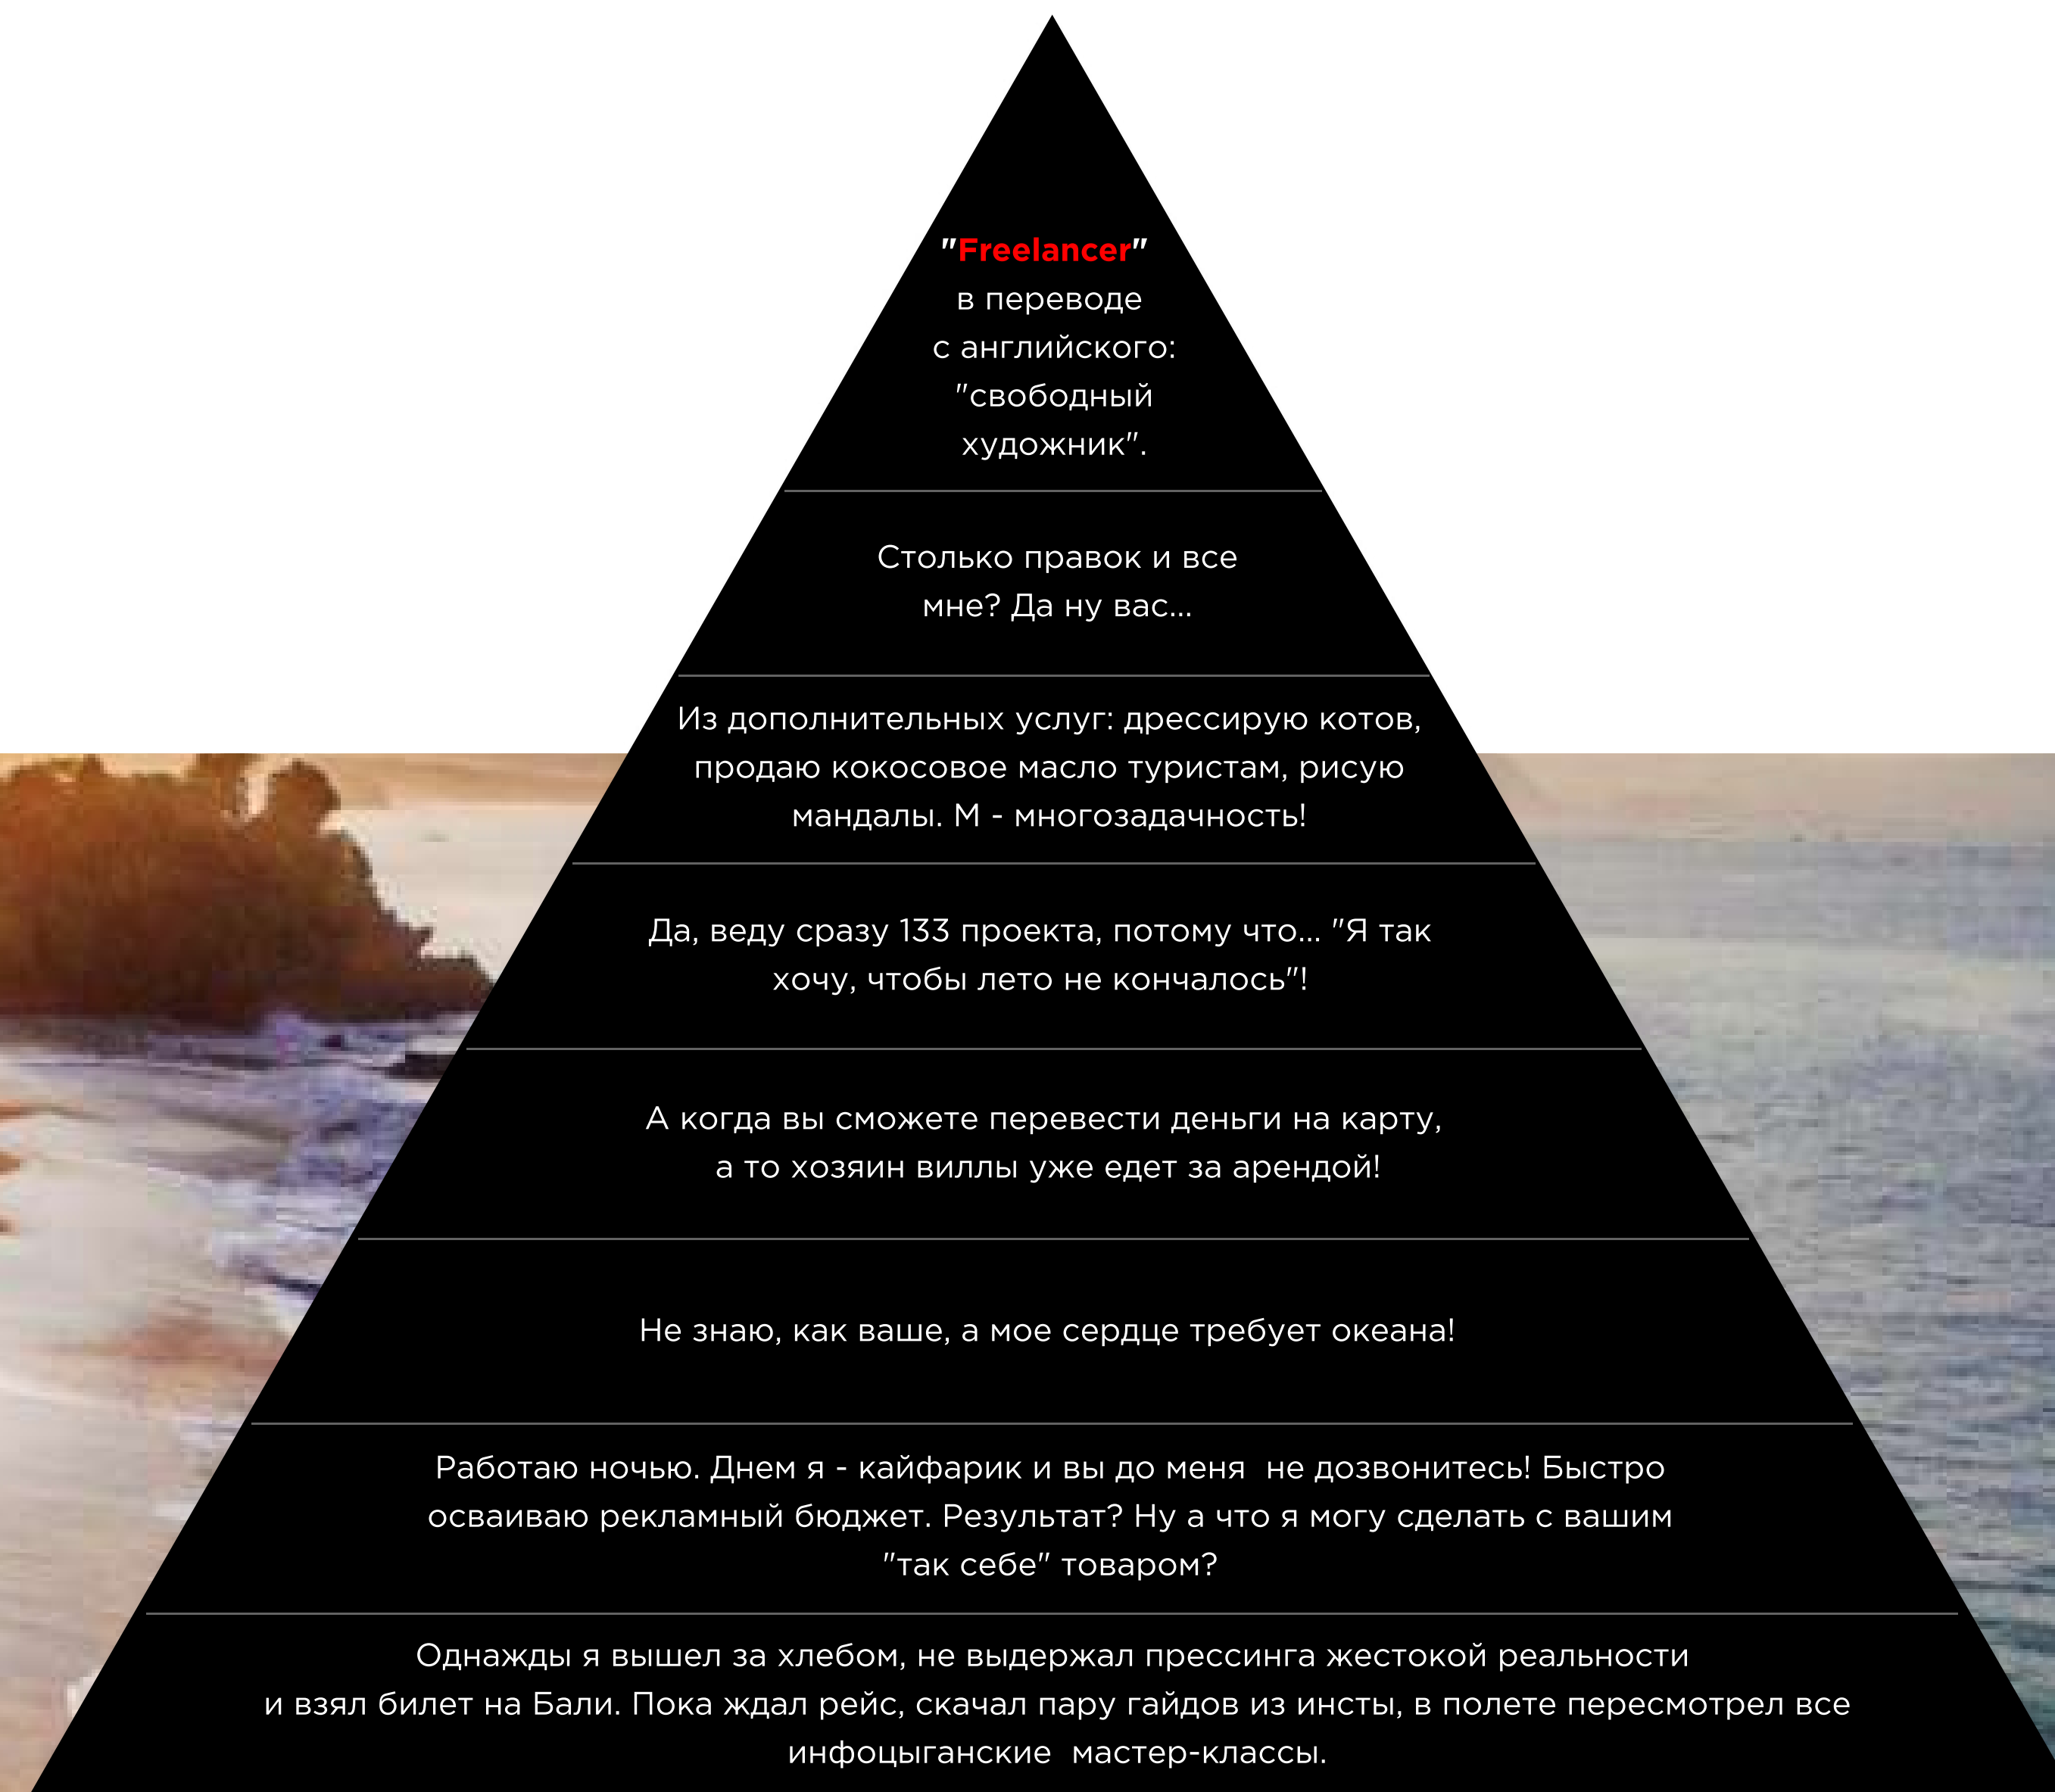 "Freelancer"
в переводе
с английского:
"свободный
художник".
Столько правок и все
мне? Да ну вас...
Из дополнительных услуг: дрессирую котов,
продаю кокосовое масло туристам, рисую
мандалы. М - многозадачность!
Да, веду сразу 133 проекта, потому что... "Я так
хочу, чтобы лето не кончалось"!
А когда вы сможете перевести деньги на карту,
а то хозяин виллы уже едет за арендой!
Не знаю, как ваше, а мое сердце требует океана!
Работаю ночью. Днем я - кайфарик и вы до меня  не дозвонитесь! Быстро
осваиваю рекламный бюджет. Результат? Ну а что я могу сделать с вашим
"так себе" товаром?
Однажды я вышел за хлебом, не выдержал прессинга жестокой реальности
и взял билет на Бали. Пока ждал рейс, скачал пару гайдов из инсты, в полете пересмотрел все
инфоцыганские  мастер-классы.